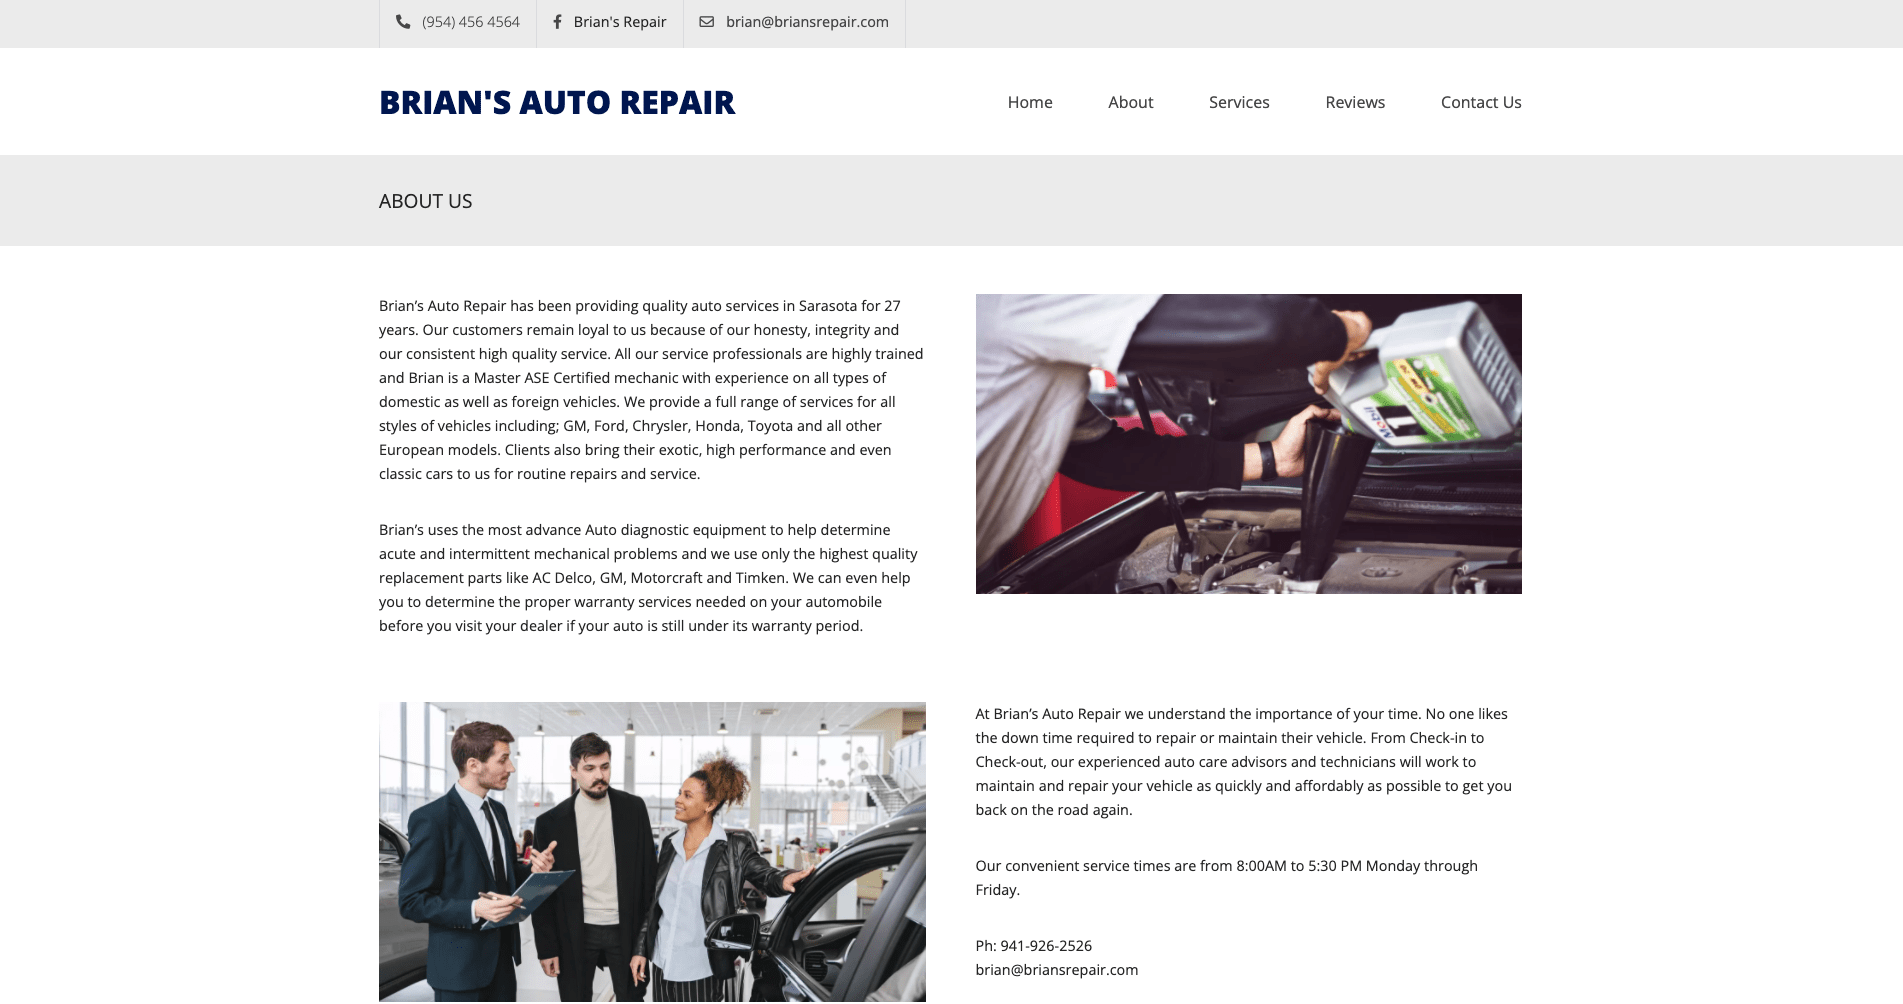 (954) 456 4564 Brian's Repair brian@briansrepair.com
BRIAN'S AUTO REPAIR
Home About Services Reviews Contact Us
ABOUT US
Brian’s Auto Repair has been providing quality auto services in Sarasota for 27
years. Our customers remain loyal to us because of our honesty, integrity and
our consistent high quality service. All our service professionals are highly trained
and Brian is a Master ASE Certified mechanic with experience on all types of
domestic as well as foreign vehicles. We provide a full range of services for all
styles of vehicles including; GM, Ford, Chrysler, Honda, Toyota and all other
European models. Clients also bring their exotic, high performance and even
classic cars to us for routine repairs and service.
Brian’s uses the most advance Auto diagnostic equipment to help determine
acute and intermittent mechanical problems and we use only the highest quality
replacement parts like AC Delco, GM, Motorcraft and Timken. We can even help
you to determine the proper warranty services needed on your automobile
before you visit your dealer if your auto is still under its warranty period.
Mobil
1
At Brian’s Auto Repair we understand the importance of your time. No one likes
the down time required to repair or maintain their vehicle. From Check-in to
Check-out, our experienced auto care advisors and technicians will work to
maintain and repair your vehicle as quickly and affordably as possible to get you
back on the road again.
Our convenient service times are from 8:00AM to 5:30 PM Monday through
Friday.
Ph: 941-926-2526
brian@briansrepair.com